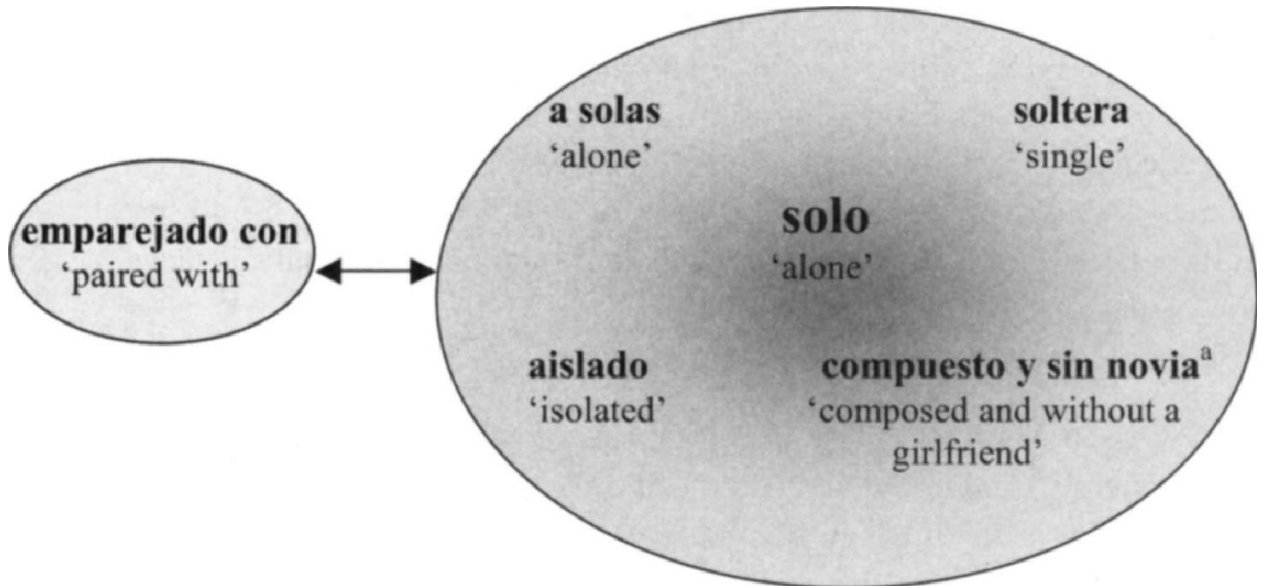 a solas
‘alone’
soltera
‘single’
emparejado con
‘paired with’
solo
‘alone’
aislado
‘isolated’
compuesto y sin noviaᵃ
‘composed and without a
girlfriend’